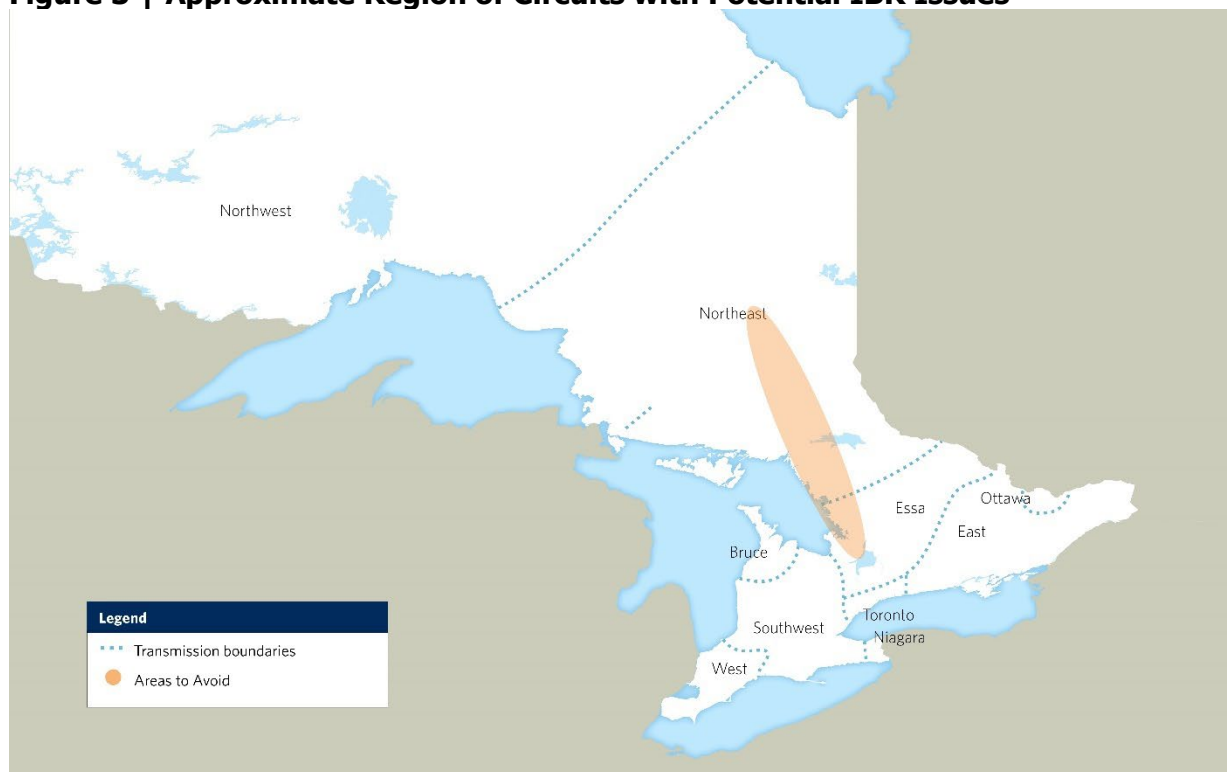 Figure 3 | Approximate Region of Circuits with Potential IBR Issues
Northwest
Northeast
Essa
Ottawa
East
Bruce
Toronto
Southwest
Niagara
West
Legend
Transmission boundaries
Areas to Avoid